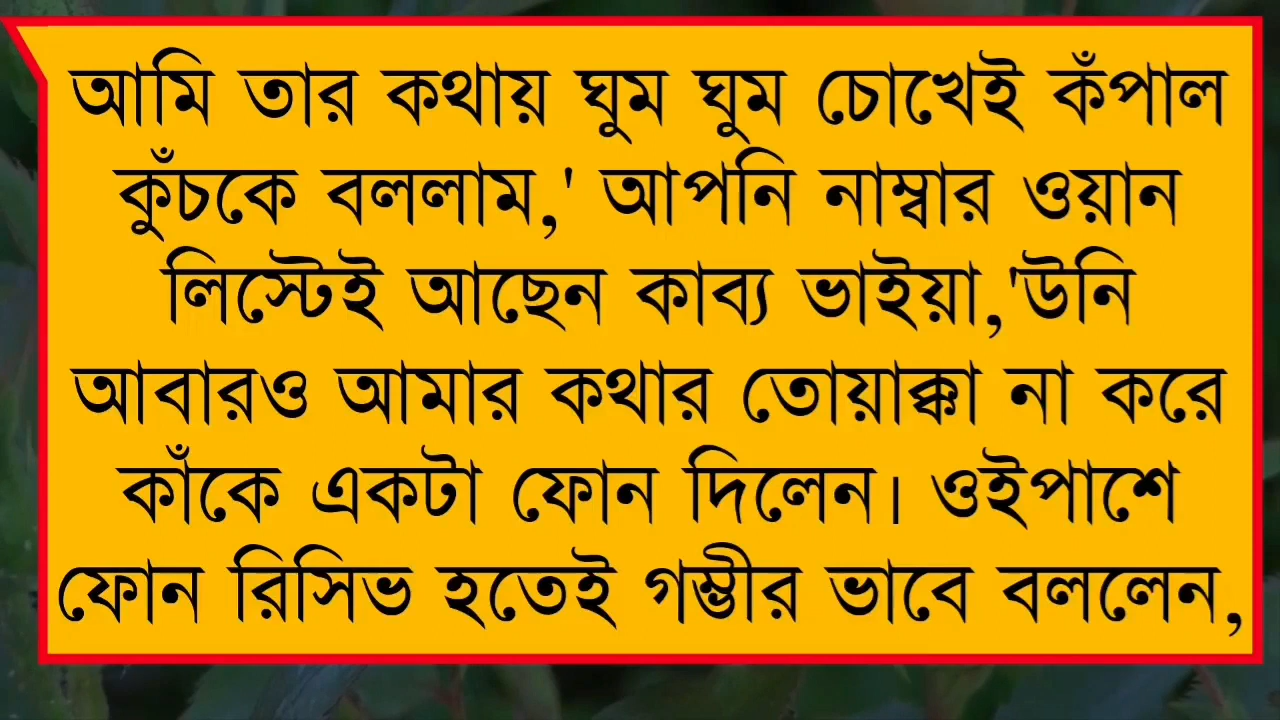 আমি তার কথায় ঘুম ঘুম চোখেই কঁপাল
কুঁচকে বললাম,' আপনি নাম্বার ওয়ান
লিস্টেই আছেন কাব্য ভাইয়া,'উনি
আবারও আমার কথার তোয়াক্কা না করে
কাঁকে একটা ফোন দিলেন। ওইপাশে
ফোন রিসিভ হতেই গম্ভীর ভাবে বললেন,